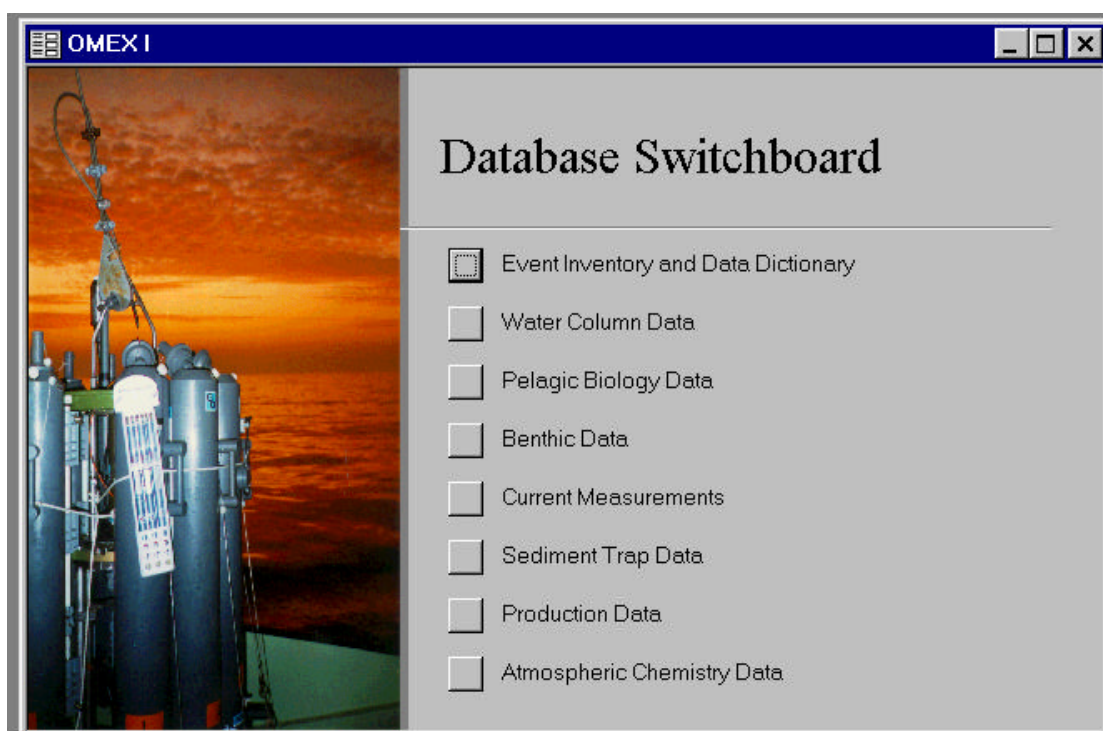 OMEX I
Database Switchboard
Event Inventory and Data Dictionary
Water Column Data
Pelagic Biology Data
Benthic Data
Current Measurements
Sediment Trap Data
Production Data
Atmospheric Chemistry Data